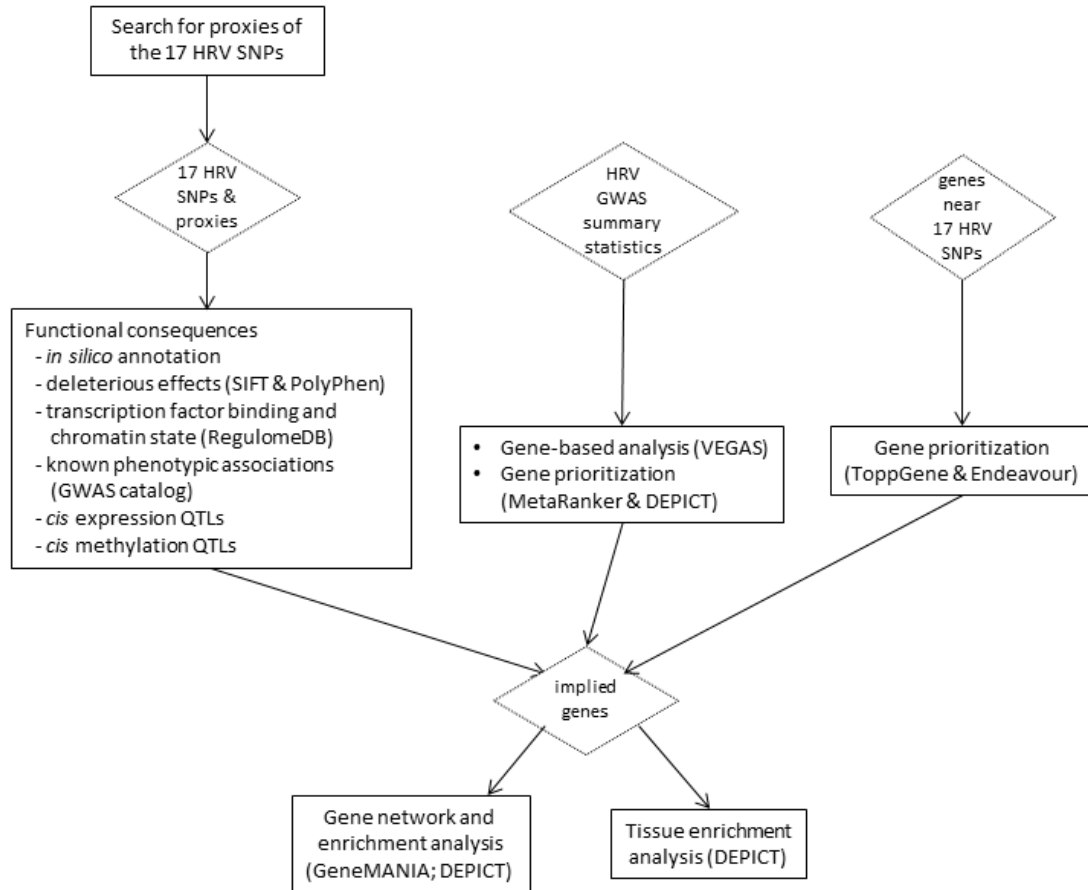 Search for proxies of
the 17 HRV SNPs
17 HRV
SNPs &
proxies
HRV
GWAS
summary
statistics
genes
near
17 HRV
SNPs
Functional consequences
- in silico annotation
- deleterious effects (SIFT & PolyPhen)
- transcription factor binding and
chromatin state (RegulomeDB)
- known phenotypic associations
(GWAS catalog)
- cis expression QTLs
- cis methylation QTLs
• Gene-based analysis (VEGAS)
• Gene prioritization
(MetaRanker & DEPICT)
Gene prioritization
(ToppGene & Endeavour)
implied
genes
Gene network and
enrichment analysis
(GeneMANIA; DEPICT)
Tissue enrichment
analysis (DEPICT)